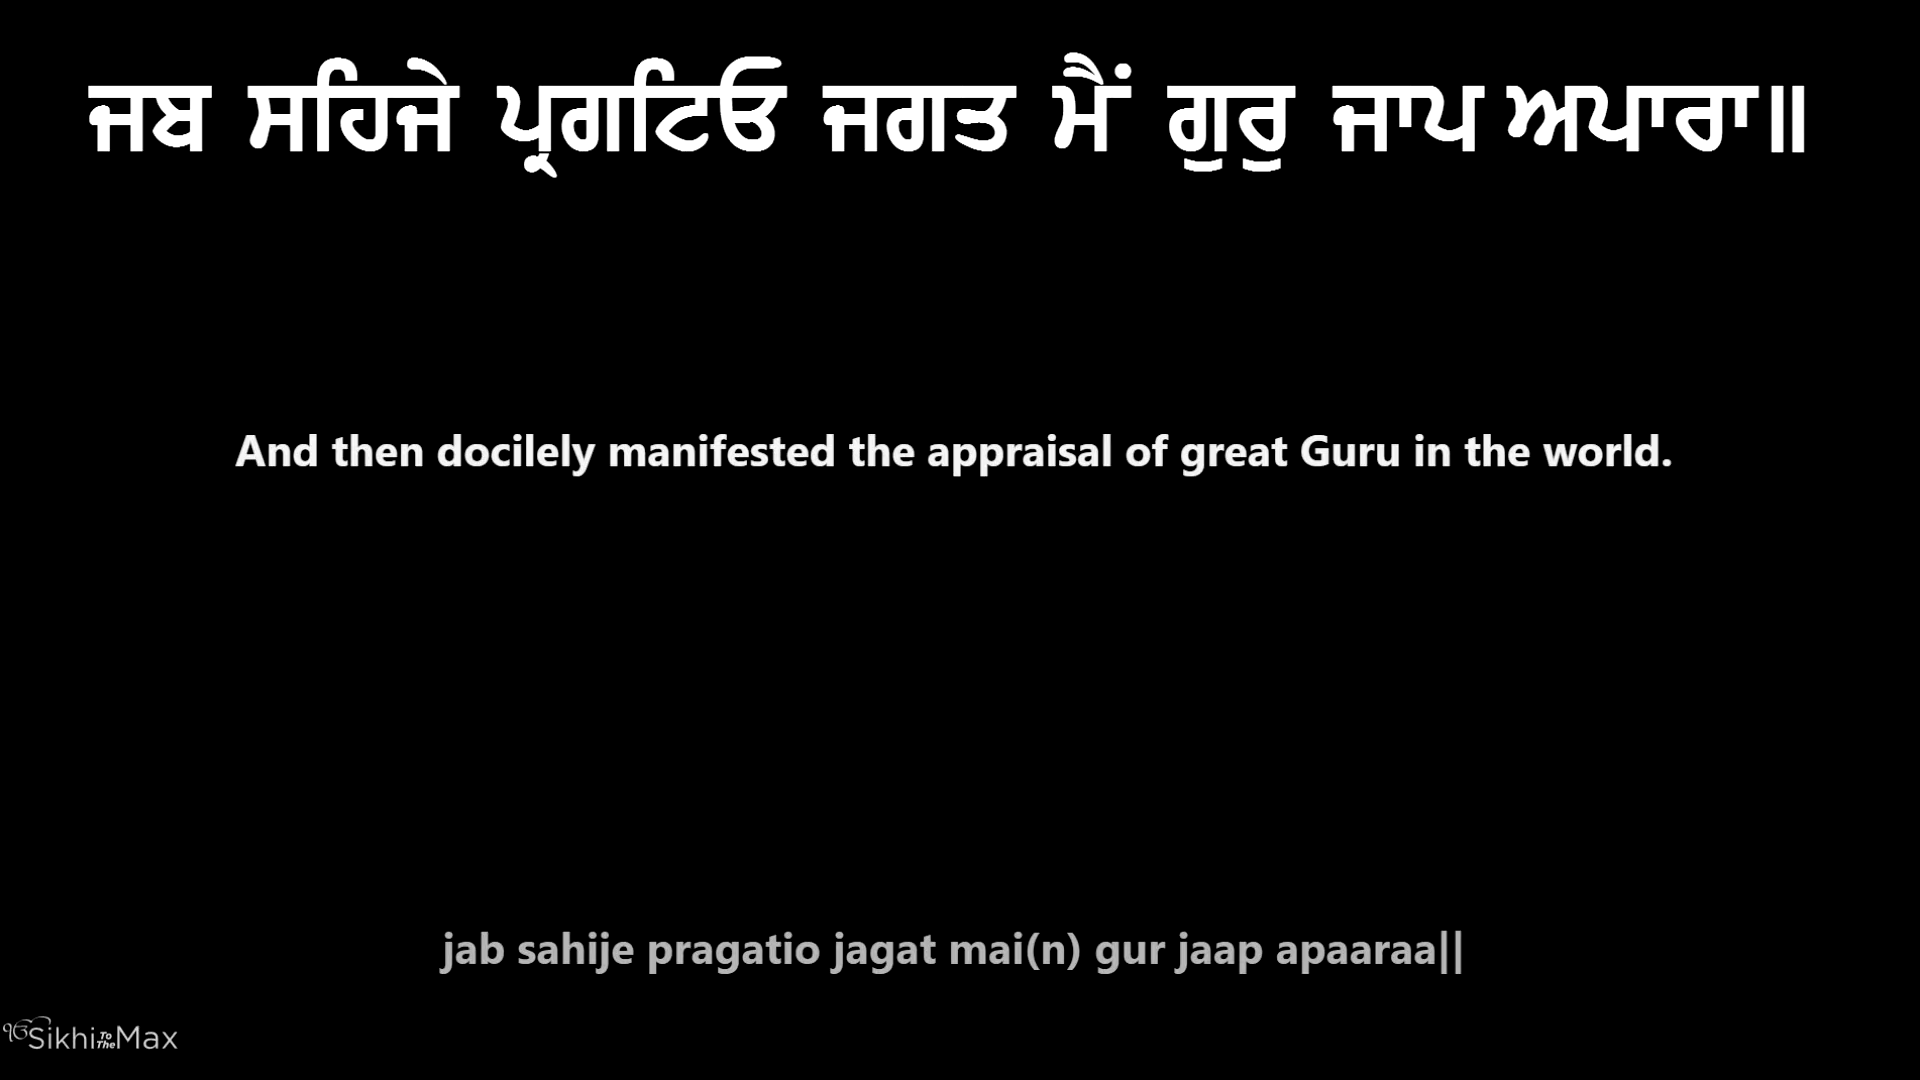 ਜਬ ਸਹਿਜੇ ਪ੍ਰਗਟਿਓ ਜਗਤ ਮੈਂ ਗੁਰੁ ਜਾਪ ਅਪਾਰਾ॥
And then docilely manifested the appraisal of great Guru in the world.
jab sahije pragatio jagat mai(n) gur jaap apaaraa||
ੴSikhiToTheMax